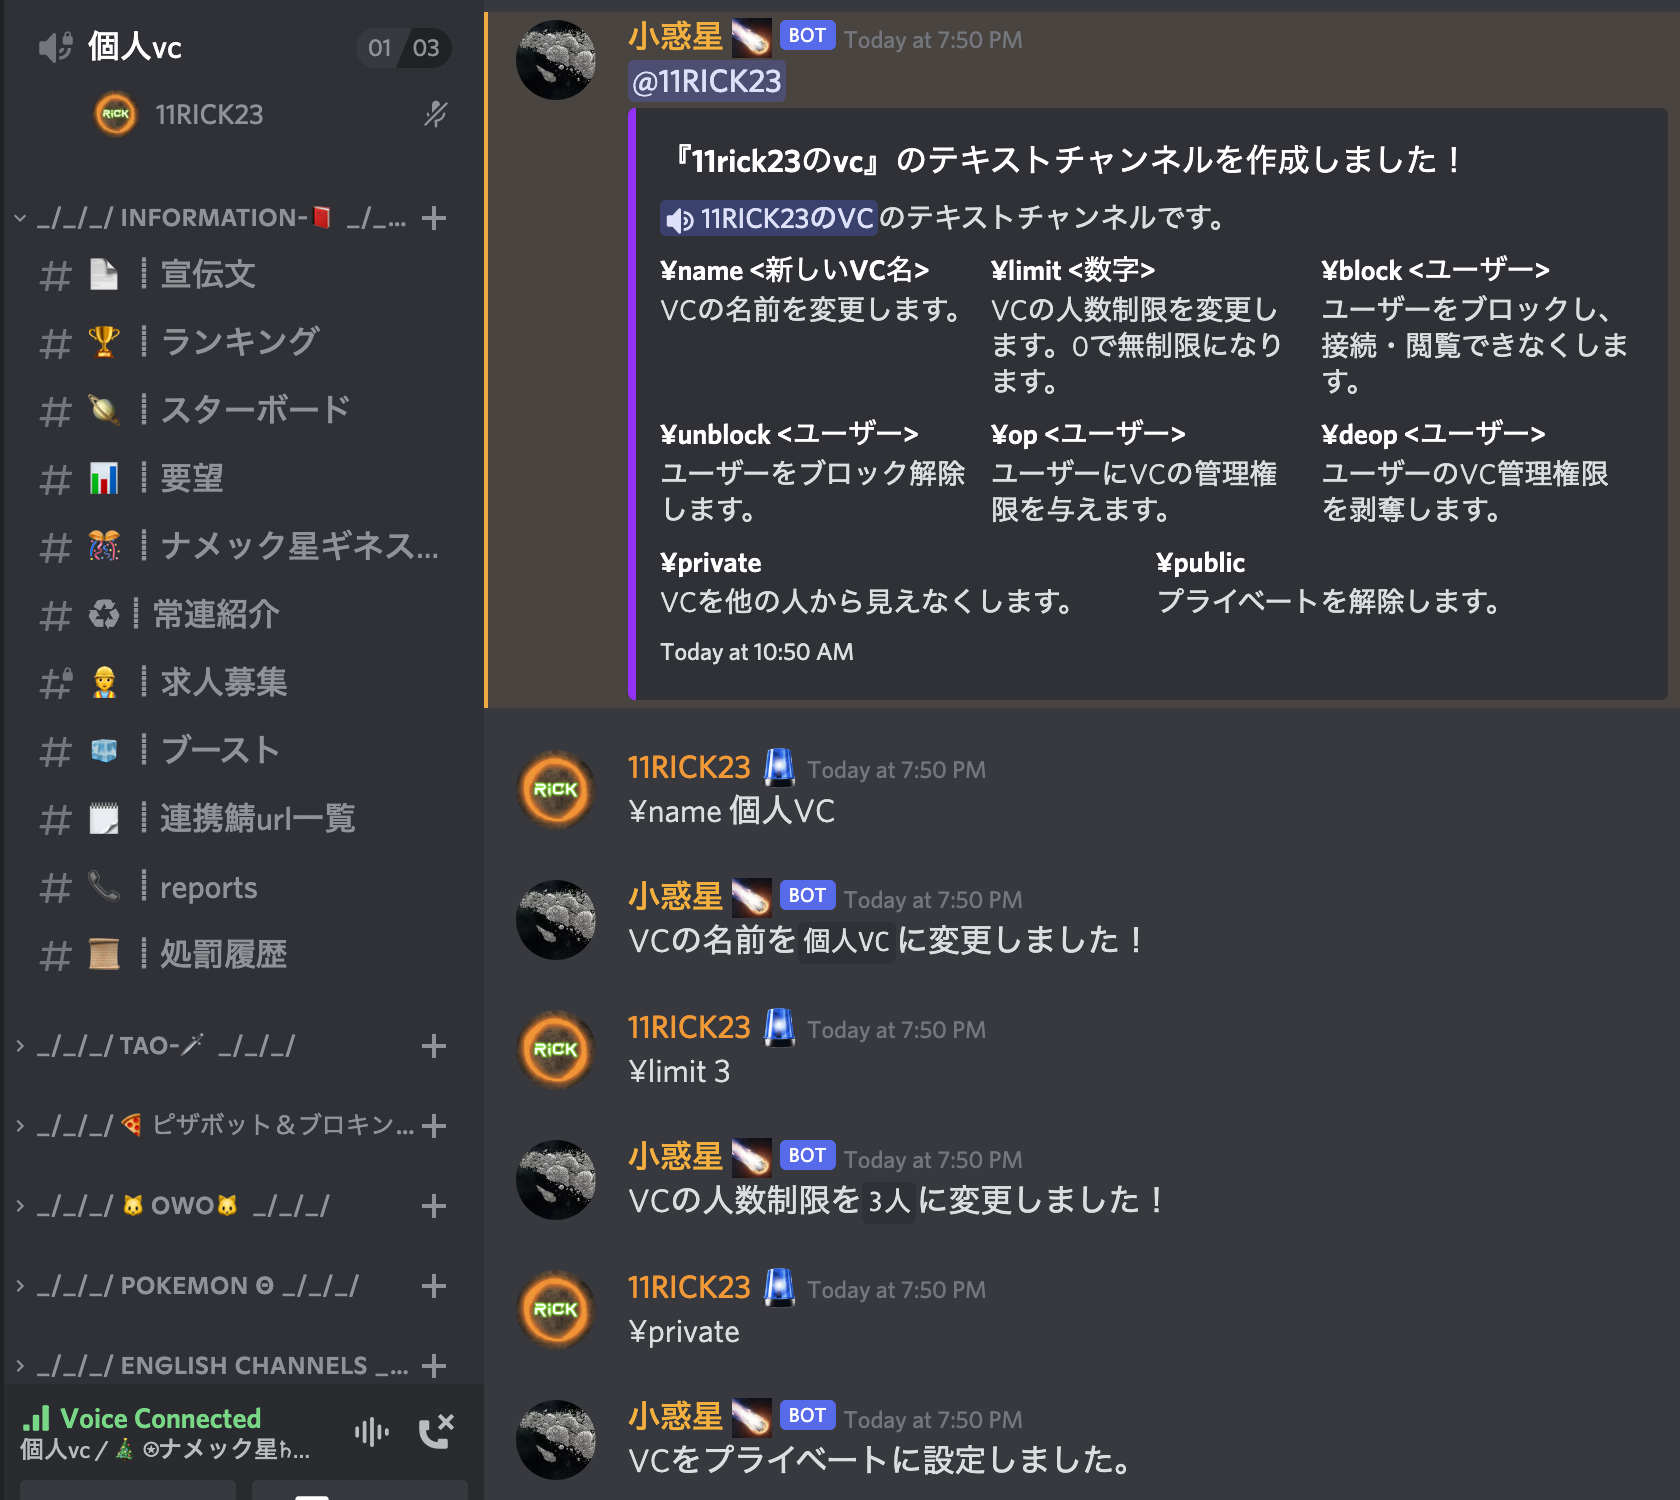 個人vc
01 03
11RICK23
_/_/_/ INFORMATION-📕 _/_...
📄┋宣伝文
🏆┋ランキング
🪐┋スターボード
📊┋要望
🎊┋ナメック星ギネス...
♻┋常連紹介
👷┋求人募集
🧊┋ブースト
🗒┋連携鯖url一覧
📞┋reports
📜┋処罰履歴
_/_/_/ TAO-🗡 _/_/_/
_/_/_/ 🍕 ピザボット＆ブロキン...
_/_/_/ 🐱 OWO🐱 _/_/_/
_/_/_/ POKEMON Θ _/_/_/
_/_/_/ ENGLISH CHANNELS _...
Voice Connected
個人vc / 🎄 ⍟ナメック星♄...
小惑星 ☄ BOT Today at 7:50 PM
@11RICK23
『11rick23のvc』のテキストチャンネルを作成しました！
11RICK23のVCのテキストチャンネルです。
¥name <新しいVC名>
VCの名前を変更します。
¥limit <数字>
VCの人数制限を変更し
ます。0で無制限になり
ます。
¥block <ユーザー>
ユーザーをブロックし、
接続・閲覧できなくしま
す。
¥unblock <ユーザー>
ユーザーをブロック解除
します。
¥op <ユーザー>
ユーザーにVCの管理権
限を与えます。
¥deop <ユーザー>
ユーザーのVC管理権限
を剥奪します。
¥private
VCを他の人から見えなくします。
¥public
プライベートを解除します。
Today at 10:50 AM
11RICK23 Today at 7:50 PM
RiCK
¥name 個人VC
小惑星 ☄ BOT Today at 7:50 PM
VCの名前を 個人VC に変更しました！
11RICK23 Today at 7:50 PM
RiCK
¥limit 3
小惑星 ☄ BOT Today at 7:50 PM
VCの人数制限を 3人 に変更しました！
11RICK23 Today at 7:50 PM
RiCK
¥private
小惑星 ☄ BOT Today at 7:50 PM
VCをプライベートに設定しました。